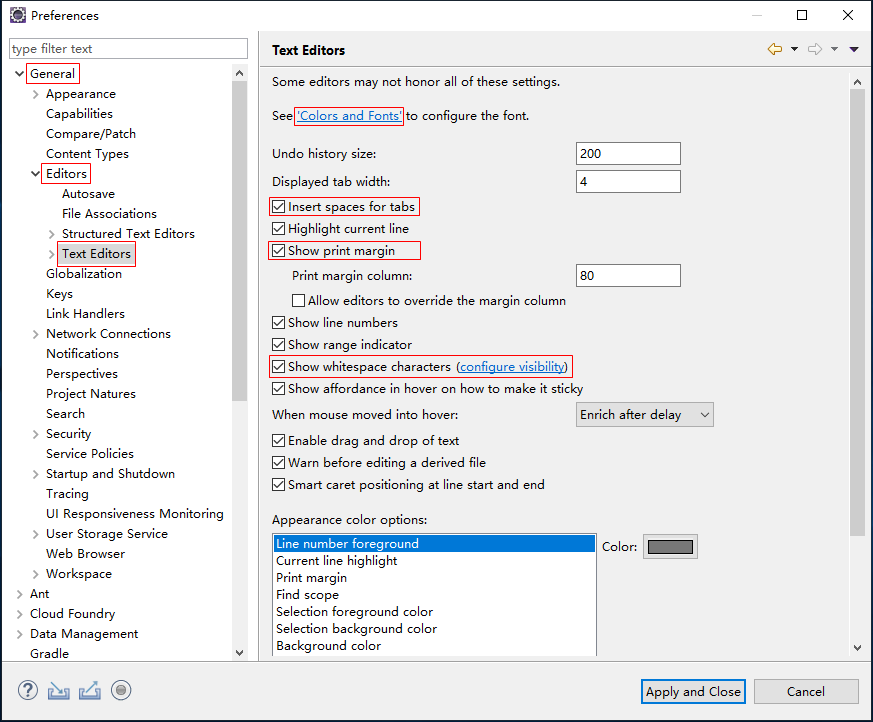 Preferences
type filter text
General
Appearance
Capabilities
Compare/Patch
Content Types
Editors
Autosave
File Associations
Structured Text Editors
Text Editors
Globalization
Keys
Link Handlers
Network Connections
Notifications
Perspectives
Project Natures
Search
Security
Service Policies
Startup and Shutdown
Tracing
UI Responsiveness Monitoring
User Storage Service
Web Browser
Workspace
Ant
Cloud Foundry
Data Management
Gradle
Text Editors
Some editors may not honor all of these settings.
See 'Colors and Fonts' to configure the font.
Undo history size: 200
Displayed tab width: 4
Insert spaces for tabs
Highlight current line
Show print margin
Print margin column: 80
Allow editors to override the margin column
Show line numbers
Show range indicator
Show whitespace characters (configure visibility)
Show affordance in hover on how to make it sticky
When mouse moved into hover: Enrich after delay
Enable drag and drop of text
Warn before editing a derived file
Smart caret positioning at line start and end
Appearance color options:
Line number foreground
Current line highlight
Print margin
Find scope
Selection foreground color
Selection background color
Background color
Color:
?
Apply and Close
Cancel